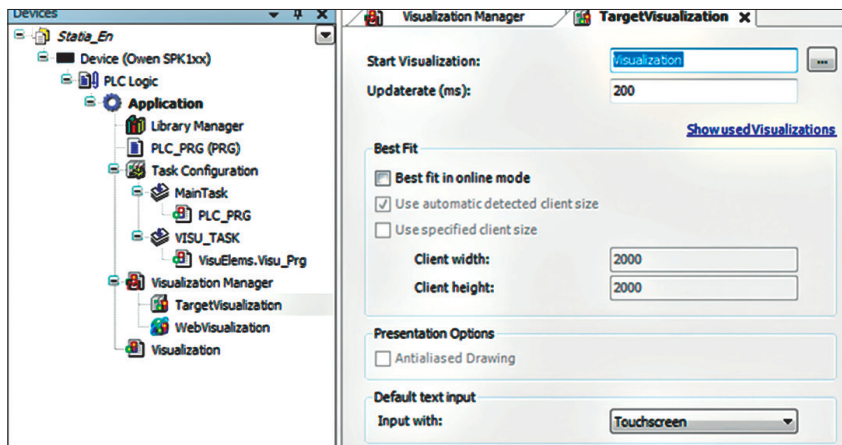 Devices
Statia_En
Device (Owen SPK1xx)
PLC Logic
Application
Library Manager
PLC_PRG (PRG)
Task Configuration
MainTask
PLC_PRG
VISU_TASK
VisuElems.Visu_Prg
Visualization Manager
TargetVisualization
WebVisualization
Visualization
Visualization Manager
TargetVisualization
Start Visualization:
Visualization
...
Updaterate (ms):
200
Show used Visualizations
Best Fit
Best fit in online mode
Use automatic detected client size
Use specified client size
Client width:
2000
Client height:
2000
Presentation Options
Antialiased Drawing
Default text input
Input with:
Touchscreen